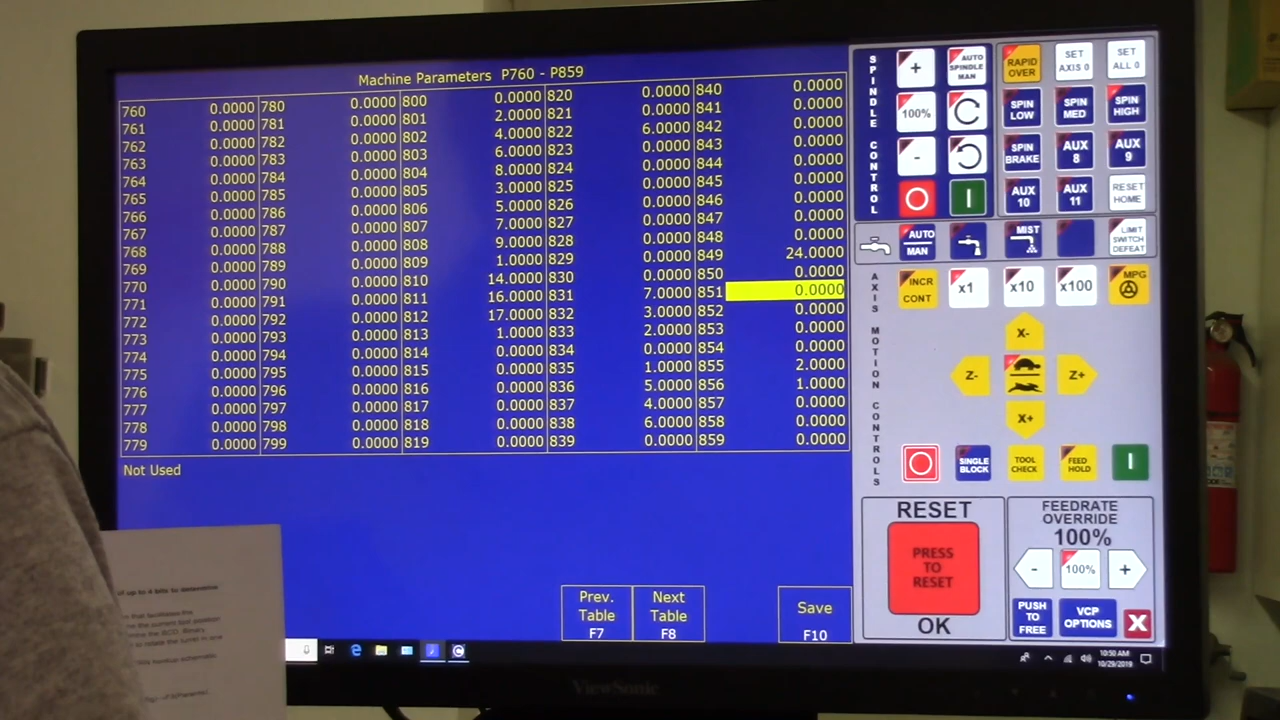 Machine Parameters P760 - P859
760 0.0000 780 0.0000 800 0.0000 820 0.0000 840 0.0000
761 0.0000 781 0.0000 801 2.0000 821 0.0000 841 0.0000
762 0.0000 782 0.0000 802 4.0000 822 6.0000 842 0.0000
763 0.0000 783 0.0000 803 6.0000 823 0.0000 843 0.0000
764 0.0000 784 0.0000 804 8.0000 824 0.0000 844 0.0000
765 0.0000 785 0.0000 805 3.0000 825 0.0000 845 0.0000
766 0.0000 786 0.0000 806 5.0000 826 0.0000 846 0.0000
767 0.0000 787 0.0000 807 7.0000 827 0.0000 847 0.0000
768 0.0000 788 0.0000 808 9.0000 828 0.0000 848 0.0000
769 0.0000 789 0.0000 809 1.0000 829 0.0000 849 24.0000
770 0.0000 790 0.0000 810 14.0000 830 0.0000 850 0.0000
771 0.0000 791 0.0000 811 16.0000 831 7.0000 851 0.0000
772 0.0000 792 0.0000 812 17.0000 832 3.0000 852 0.0000
773 0.0000 793 0.0000 813 1.0000 833 2.0000 853 0.0000
774 0.0000 794 0.0000 814 0.0000 834 0.0000 854 0.0000
775 0.0000 795 0.0000 815 0.0000 835 1.0000 855 2.0000
776 0.0000 796 0.0000 816 0.0000 836 5.0000 856 1.0000
777 0.0000 797 0.0000 817 0.0000 837 4.0000 857 0.0000
778 0.0000 798 0.0000 818 0.0000 838 6.0000 858 0.0000
779 0.0000 799 0.0000 819 0.0000 839 0.0000 859 0.0000
Not Used
Prev. Table F7
Next Table F8
Save F10
SPINDLE CONTROL
+
AUTO SPINDLE MAN
100%
-
RAPID OVER
SET AXIS 0
SET ALL 0
SPIN LOW
SPIN MED
SPIN HIGH
SPIN BRAKE
AUX 8
AUX 9
AUX 10
AUX 11
RESET HOME
AUTO MAN
MIST
LIMIT SWITCH DEFEAT
AXIS MOTION CONTROLS
INCR CONT
x1
x10
x100
MPG
X-
Z-
Z+
X+
SINGLE BLOCK
TOOL CHECK
FEED HOLD
RESET
PRESS TO RESET
OK
FEEDRATE OVERRIDE
100%
-
100%
+
PUSH TO FREE
VCP OPTIONS
X
10:50 AM
10/29/2019
ViewSonic
of up to 4 bits to determine